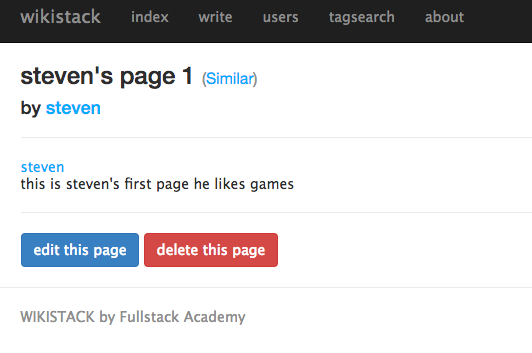 wikistack index write users tagsearch about
steven's page 1 (Similar)
by steven
steven
this is steven's first page he likes games
edit this page delete this page
WIKISTACK by Fullstack Academy